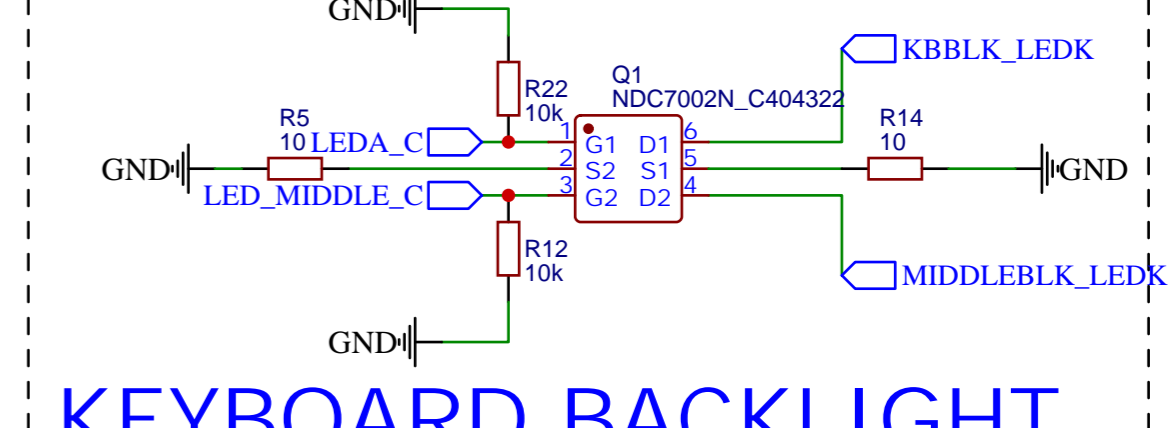 GND
KBBLK_LEDK
Q1
NDC7002N_C404322
R22
10k
R5
10
LEDA_C
R14
10
1
G1
D1
6
GND
2
S2
S1
5
GND
LED_MIDDLE_C
3
G2
D2
4
R12
10k
MIDDLEBLK_LEDK
GND
KEYBOARD BACKLIGHT